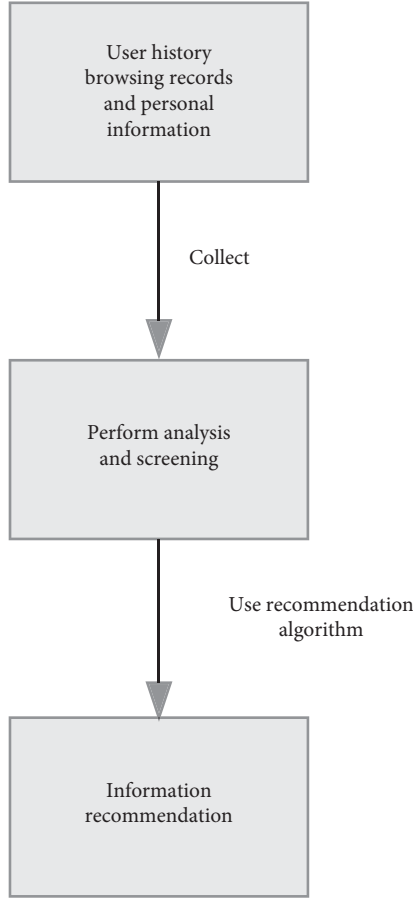 User history
browsing records
and personal
information
Collect
Perform analysis
and screening
Use recommendation
algorithm
Information
recommendation